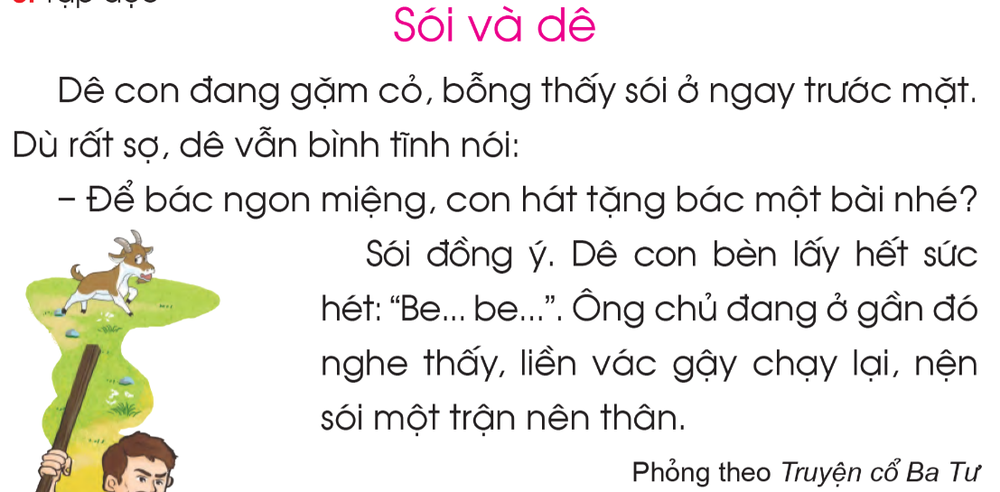 Sói và dê
Dê con đang gặm cỏ, bỗng thấy sói ở ngay trước mặt.
Dù rất sợ, dê vẫn bình tĩnh nói:
– Để bác ngon miệng, con hát tặng bác một bài nhé?
Sói đồng ý. Dê con bèn lấy hết sức
hét: “Be... be...”. Ông chủ đang ở gần đó
nghe thấy, liền vác gậy chạy lại, nện
sói một trận nên thân.
Phỏng theo Truyện cổ Ba Tư